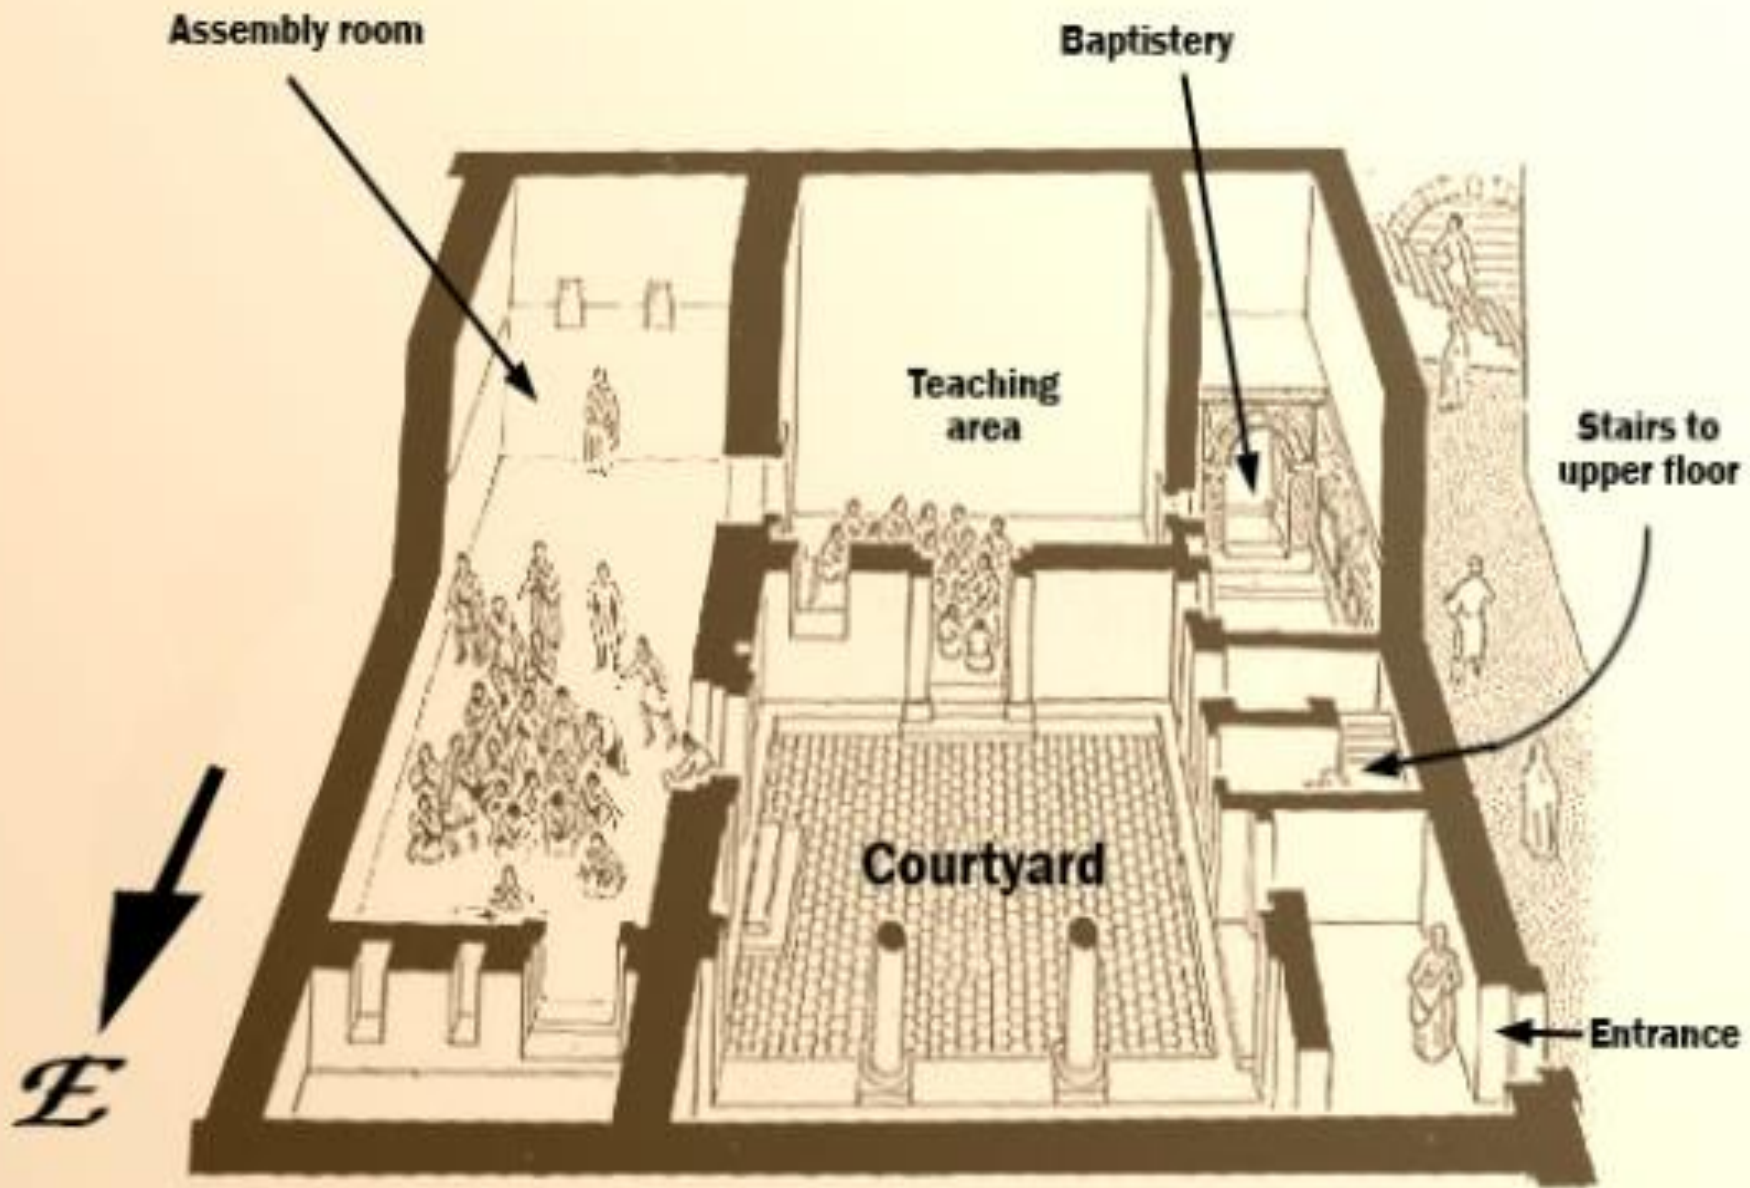 Assembly room
Baptistery
Teaching
area
Stairs to
upper floor
Courtyard
Entrance
E